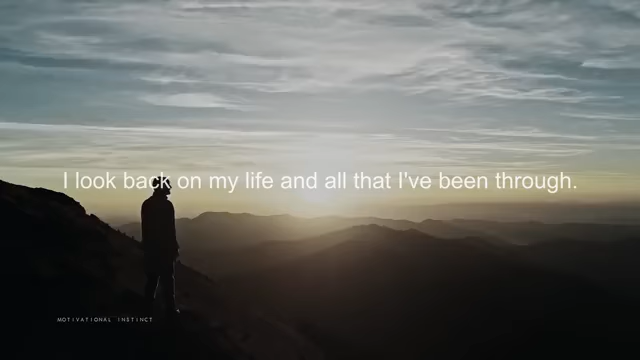 I look back on my life and all that I've been through.
MOTIVATIONAL INSTINCT